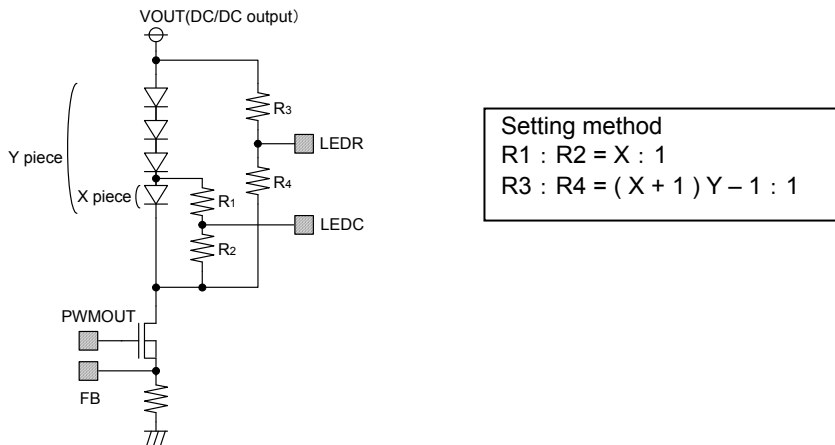 VOUT(DC/DC output)
R3
LEDR
Y piece
R4
X piece
R1
LEDC
R2
PWMOUT
FB
Setting method
R1 : R2 = X : 1
R3 : R4 = ( X + 1 ) Y – 1 : 1